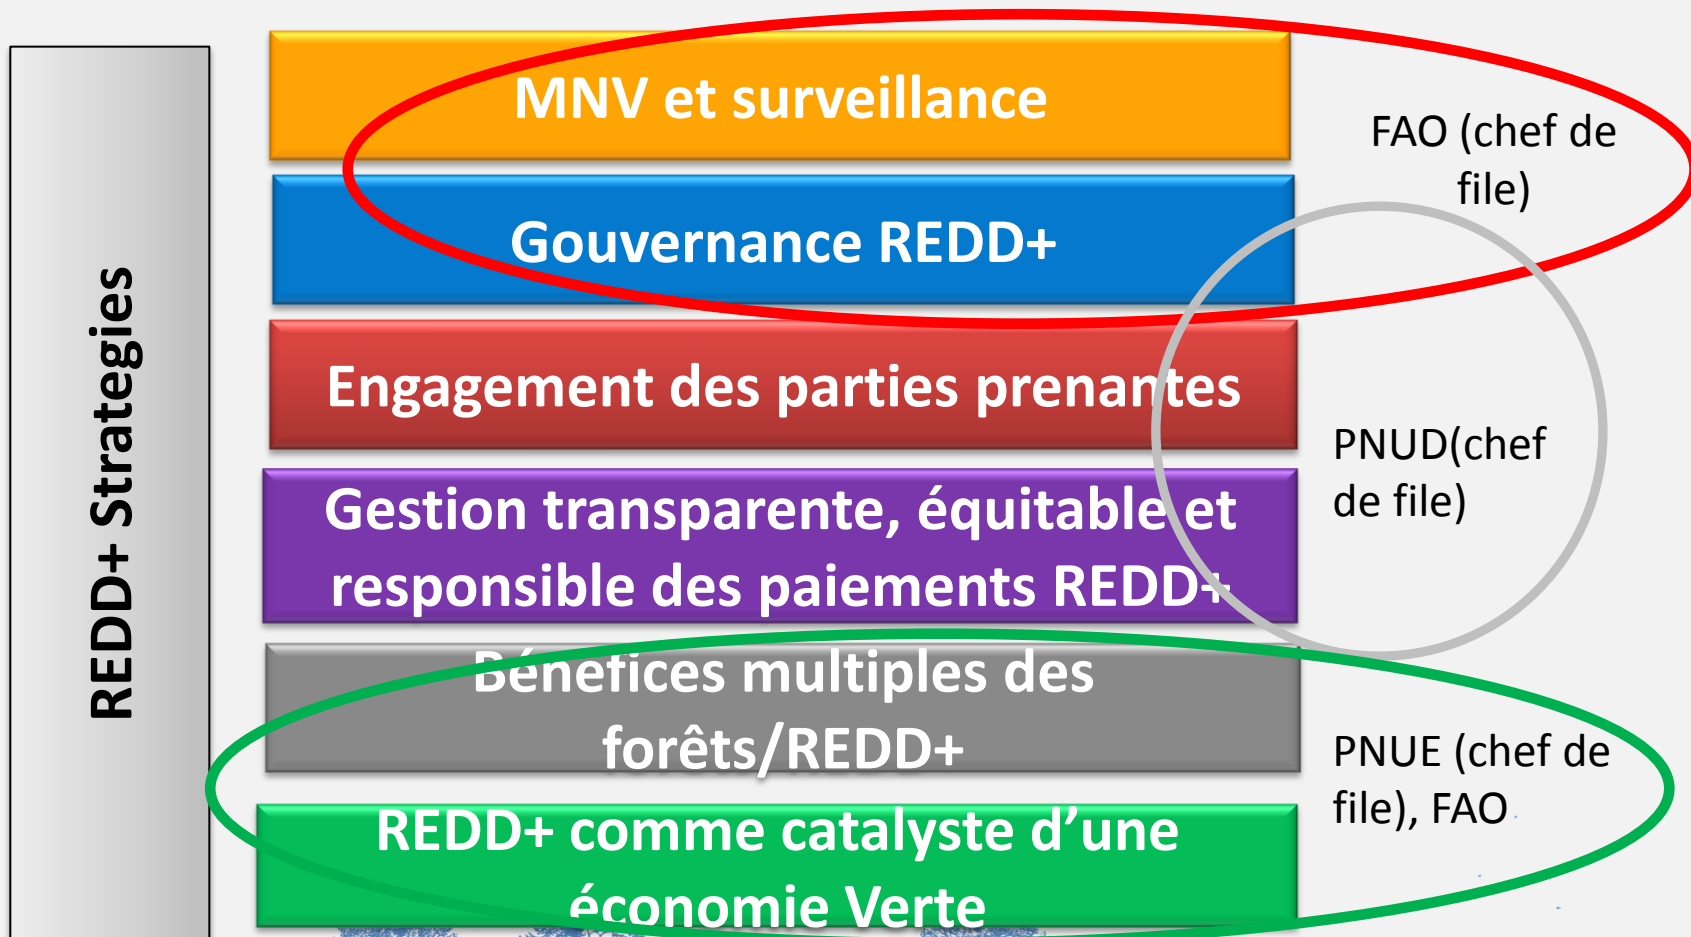 REDD+ Strategies
MNV et surveillance
Gouvernance REDD+
Engagement des parties prenantes
Gestion transparente, équitable et
responsible des paiements REDD+
Bénefices multiples des
forêts/REDD+
REDD+ comme catalyste d’une
économie Verte
FAO (chef de
file)
PNUD(chef
de file)
PNUE (chef de
file), FAO